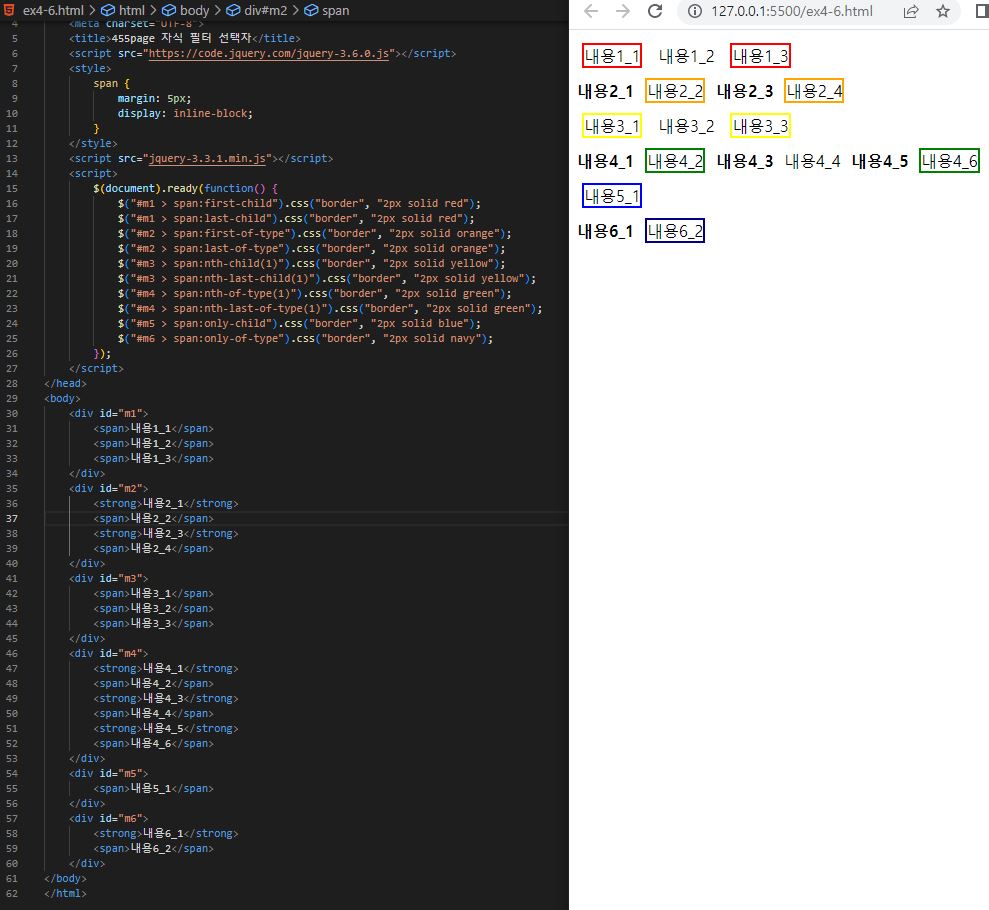 ex4-6.html > html > body > div#m2 > span
4 <meta charset="UTF-8">
5 <title>455page 자식 필터 선택자</title>
6 <script src="https://code.jquery.com/jquery-3.6.0.js"></script>
7 <style>
8 span {
9 margin: 5px;
10 display: inline-block;
11 }
12 </style>
13 <script src="jquery-3.3.1.min.js"></script>
14 <script>
15 $(document).ready(function() {
16 $("#m1 > span:first-child").css("border", "2px solid red");
17 $("#m1 > span:last-child").css("border", "2px solid red");
18 $("#m2 > span:first-of-type").css("border", "2px solid orange");
19 $("#m2 > span:last-of-type").css("border", "2px solid orange");
20 $("#m3 > span:nth-child(1)").css("border", "2px solid yellow");
21 $("#m3 > span:nth-last-child(1)").css("border", "2px solid yellow");
22 $("#m4 > span:nth-of-type(1)").css("border", "2px solid green");
23 $("#m4 > span:nth-last-of-type(1)").css("border", "2px solid green");
24 $("#m5 > span:only-child").css("border", "2px solid blue");
25 $("#m6 > span:only-of-type").css("border", "2px solid navy");
26 });
27 </script>
28 </head>
29 <body>
30 <div id="m1">
31 <span>내용1_1</span>
32 <span>내용1_2</span>
33 <span>내용1_3</span>
34 </div>
35 <div id="m2">
36 <strong>내용2_1</strong>
37 <span>내용2_2</span>
38 <strong>내용2_3</strong>
39 <span>내용2_4</span>
40 </div>
41 <div id="m3">
42 <span>내용3_1</span>
43 <span>내용3_2</span>
44 <span>내용3_3</span>
45 </div>
46 <div id="m4">
47 <strong>내용4_1</strong>
48 <span>내용4_2</span>
49 <strong>내용4_3</strong>
50 <span>내용4_4</span>
51 <strong>내용4_5</strong>
52 <span>내용4_6</span>
53 </div>
54 <div id="m5">
55 <span>내용5_1</span>
56 </div>
57 <div id="m6">
58 <strong>내용6_1</strong>
59 <span>내용6_2</span>
60 </div>
61 </body>
62 </html>
127.0.0.1:5500/ex4-6.html
내용1_1 내용1_2 내용1_3
내용2_1 내용2_2 내용2_3 내용2_4
내용3_1 내용3_2 내용3_3
내용4_1 내용4_2 내용4_3 내용4_4 내용4_5 내용4_6
내용5_1
내용6_1 내용6_2